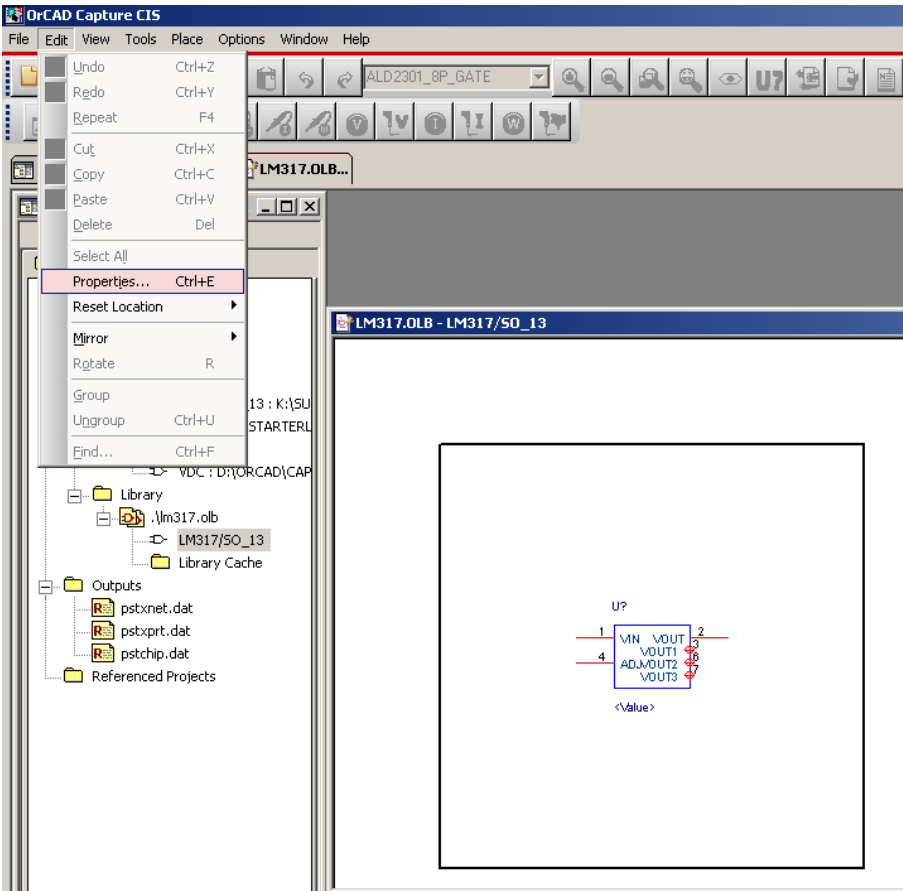 OrCAD Capture CIS
File Edit View Tools Place Options Window Help
Undo Ctrl+Z
Redo Ctrl+Y
Repeat F4
Cut Ctrl+X
Copy Ctrl+C
Paste Ctrl+V
Delete Del
Select All
Properties... Ctrl+E
Reset Location
Mirror
Rotate R
Group
Ungroup Ctrl+U
Find... Ctrl+F
ALD2301_8P_GATE
U?
V I V I W
LM317.OLB...
_13 : K:\SU
STARTERL
VDC : D:\ORCAD\CAP
Library
.\lm317.olb
LM317/SO_13
Library Cache
Outputs
pstxnet.dat
pstxprt.dat
pstchip.dat
Referenced Projects
LM317.OLB - LM317/SO_13
U?
1 VIN VOUT 2
VOUT1 3
4 ADJ VOUT2 6
VOUT3 7
<Value>